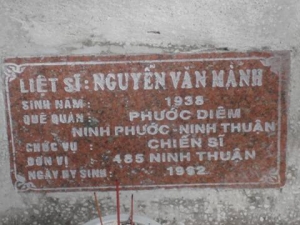 LIỆT SĨ: NGUYỄN VĂN MÀNH
SINH NĂM : 1938
QUÊ QUÁN : PHƯỚC DIÊM
NINH PHƯỚC-NINH THUẬN
CHỨC VỤ : CHIẾN SĨ
ĐƠN VỊ : 485 NINH THUẬN
NGÀY HY SINH: 1962